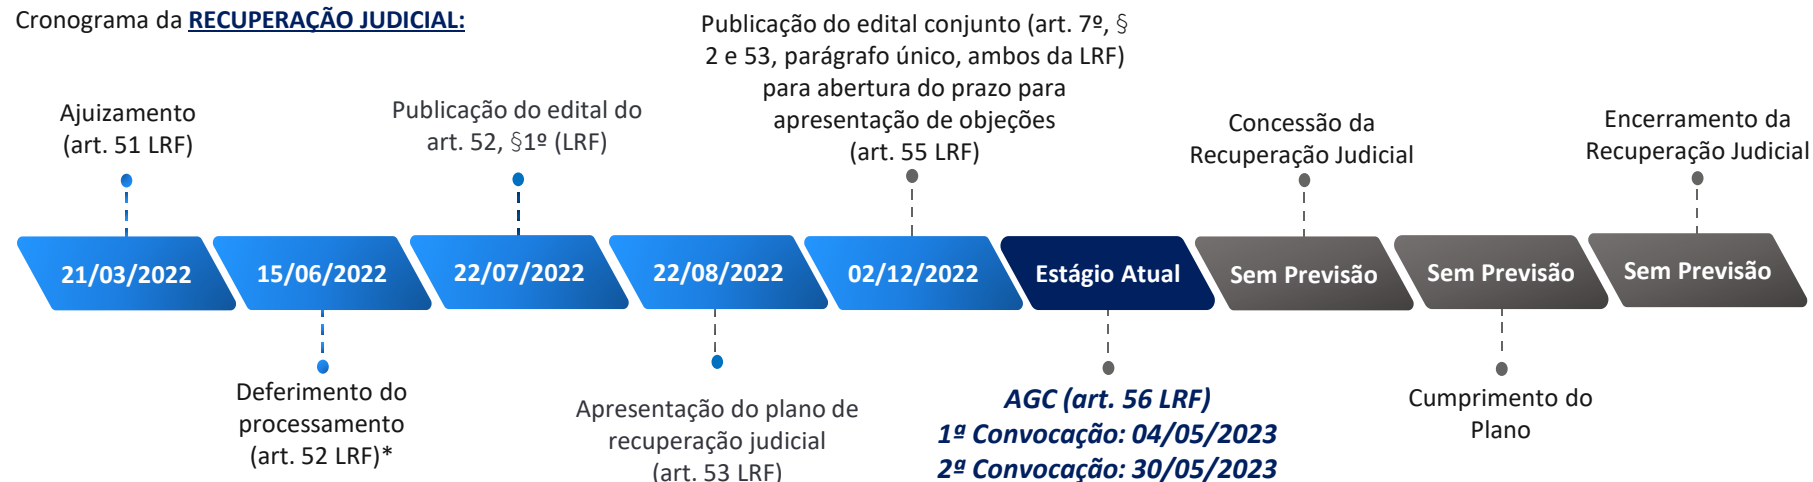 Cronograma da RECUPERAÇÃO JUDICIAL:
Ajuizamento
(art. 51 LRF)
Publicação do edital do
art. 52, §1º (LRF)
Publicação do edital conjunto (art. 7º, §
2 e 53, parágrafo único, ambos da LRF)
para abertura do prazo para
apresentação de objeções
(art. 55 LRF)
Concessão da
Recuperação Judicial
Encerramento da
Recuperação Judicial
21/03/2022
15/06/2022
22/07/2022
22/08/2022
02/12/2022
Estágio Atual
Sem Previsão
Sem Previsão
Sem Previsão
Deferimento do
processamento
(art. 52 LRF)*
Apresentação do plano de
recuperação judicial
(art. 53 LRF)
AGC (art. 56 LRF)
1ª Convocação: 04/05/2023
2ª Convocação: 30/05/2023
Cumprimento do
Plano